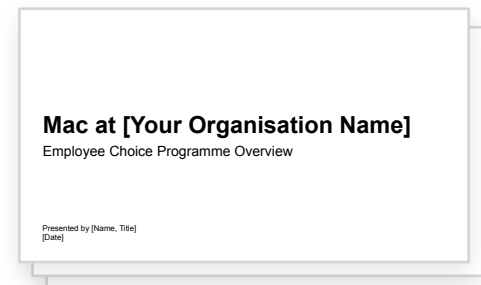 Mac at [Your Organisation Name]
Employee Choice Programme Overview
Presented by [Name, Title]
[Date]